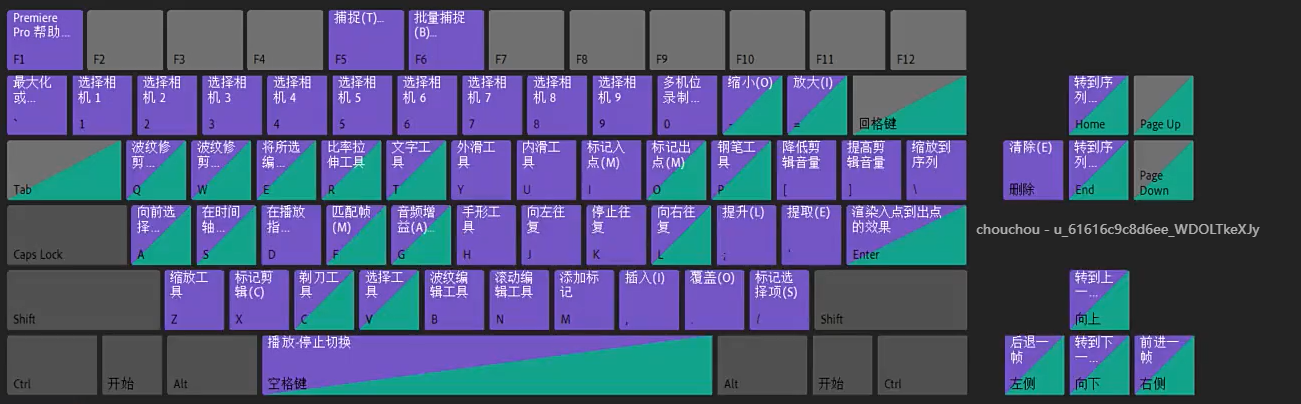 Premiere
Pro 帮助...
F1
F2
F3
F4
捕捉(T)...
F5
批量捕捉
(B)...
F6
F7
F8
F9
F10
F11
F12
最大化
或...
`
选择相
机 1
1
选择相
机 2
2
选择相
机 3
3
选择相
机 4
4
选择相
机 5
5
选择相
机 6
6
选择相
机 7
7
选择相
机 8
8
选择相
机 9
9
多机位
录制...
0
缩小(O)
-
放大(I)
=
回格键
转到序
列...
Home
Page Up
Tab
波纹修
剪...
Q
波纹修
剪...
W
将所选
编...
E
比率拉
伸工具
R
文字工
具
T
外滑工
具
Y
内滑工
具
U
标记入
点(M)
I
标记出
点(M)
O
钢笔工
具
P
降低剪
辑音量
[
提高剪
辑音量
]
缩放到
序列
\
清除(E)
删除
转到序
列...
End
Page
Down
Caps Lock
向前选
择...
A
在时间
轴...
S
在播放
指...
D
匹配帧
(M)
F
音频增
益(A)...
G
手形工
具
H
向左往
复
J
停止往
复
K
向右往
复
L
提升(L)
;
提取(E)
'
渲染入点到出点
的效果
Enter
chouchou - u_61616c9c8d6ee_WDOLTkeXJy
Shift
缩放工
具
Z
标记剪
辑(C)
X
剃刀工
具
C
选择工
具
V
波纹编
辑工具
B
滚动编
辑工具
N
添加标
记
M
插入(I)
,
覆盖(O)
.
标记选
择项(S)
/
Shift
转到上
一...
向上
Ctrl
开始
Alt
播放-停止切换
空格键
Alt
开始
Ctrl
后退一
帧
左侧
转到下
一...
向下
前进一
帧
右侧